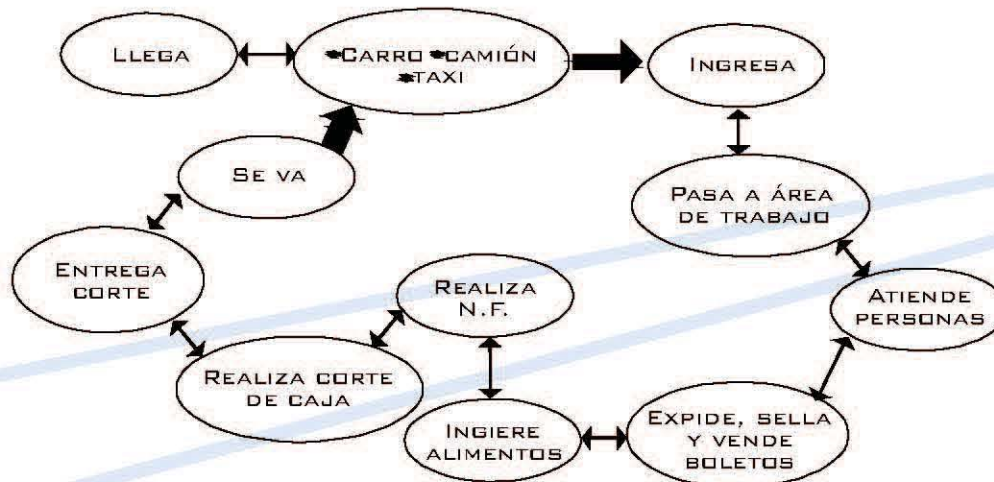 LLEGA
*CARRO *CAMIÓN
*TAXI
INGRESA
SE VA
PASA A ÁREA
DE TRABAJO
ENTREGA
CORTE
REALIZA
N.F.
ATIENDE
PERSONAS
REALIZA CORTE
DE CAJA
INGIERE
ALIMENTOS
EXPIDE, SELLA
Y VENDE
BOLETOS